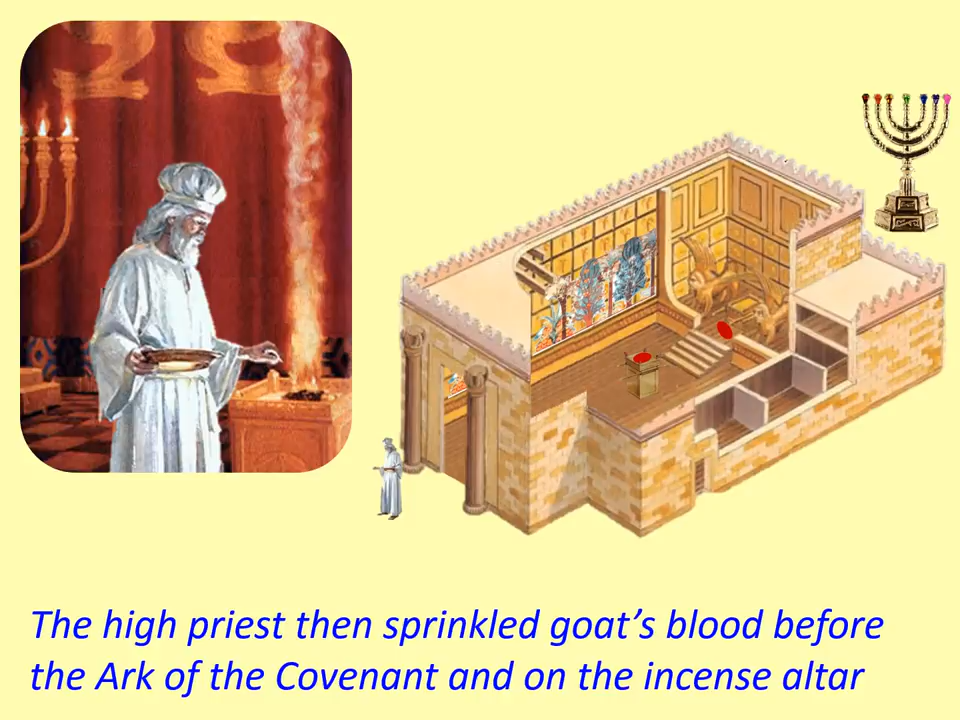 The high priest then sprinkled goat’s blood before
the Ark of the Covenant and on the incense altar